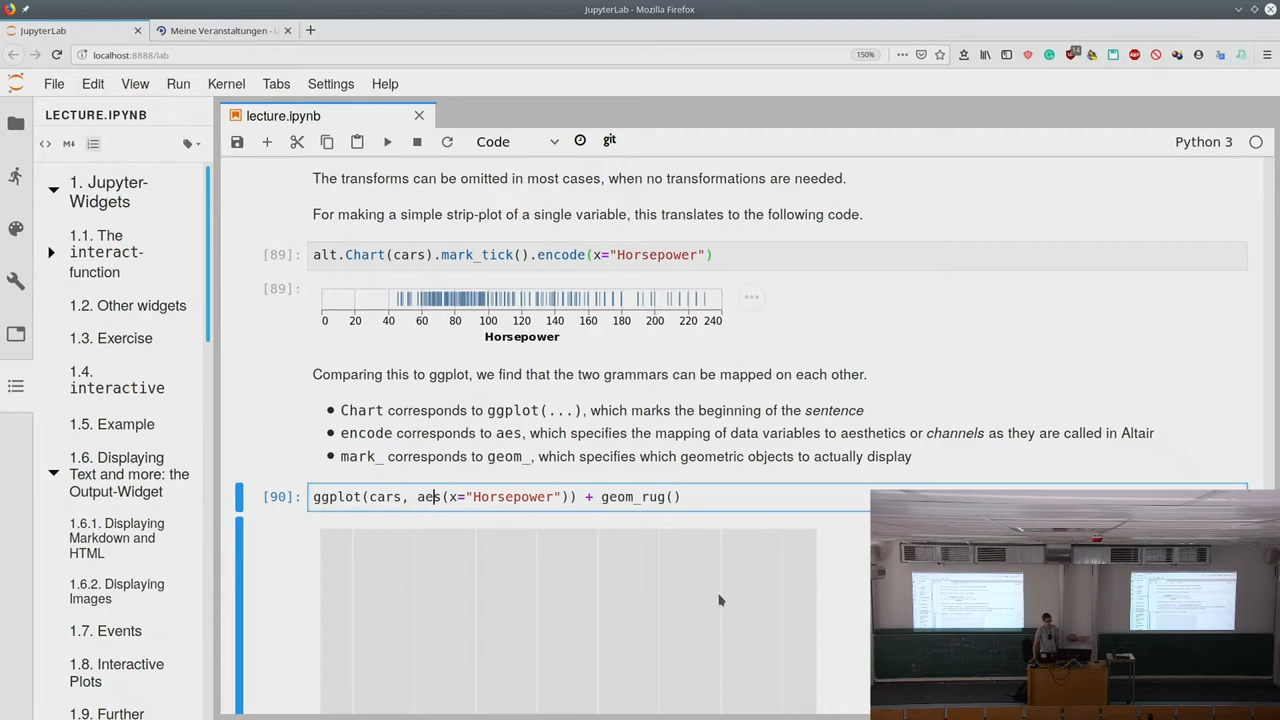 JupyterLab - Mozilla Firefox
JupyterLab
Meine Veranstaltungen -
localhost:8888/lab
150%
14
File Edit View Run Kernel Tabs Settings Help
LECTURE.IPYNB
lecture.ipynb
Code
git
Python 3
1. Jupyter-
Widgets
1.1. The
interact-
function
1.2. Other widgets
1.3. Exercise
1.4.
interactive
1.5. Example
1.6. Displaying
Text and more: the
Output-Widget
1.6.1. Displaying
Markdown and
HTML
1.6.2. Displaying
Images
1.7. Events
1.8. Interactive
Plots
1.9. Further
The transforms can be omitted in most cases, when no transformations are needed.
For making a simple strip-plot of a single variable, this translates to the following code.
[89]: alt.Chart(cars).mark_tick().encode(x="Horsepower")
[89]:
0 20 40 60 80 100 120 140 160 180 200 220 240
Horsepower
Comparing this to ggplot, we find that the two grammars can be mapped on each other.
• Chart corresponds to ggplot(...), which marks the beginning of the sentence
• encode corresponds to aes, which specifies the mapping of data variables to aesthetics or channels as they are called in Altair
• mark_ corresponds to geom_, which specifies which geometric objects to actually display
[90]: ggplot(cars, aes(x="Horsepower")) + geom_rug()